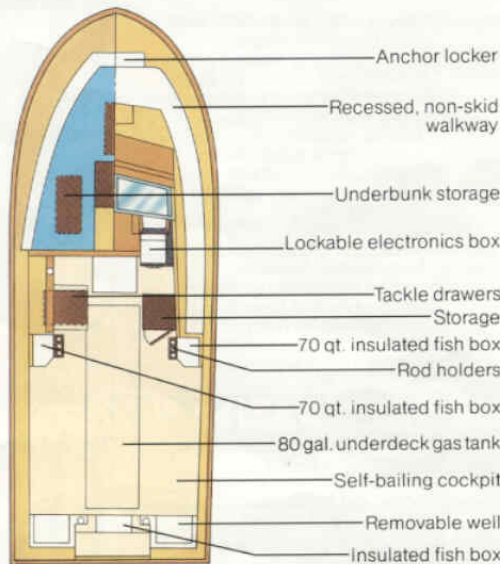 Anchor locker
Recessed, non-skid
walkway
Underbunk storage
Lockable electronics box
Tackle drawers
Storage
70 qt. insulated fish box
Rod holders
70 qt. insulated fish box
80 gal. underdeck gas tank
Self-bailing cockpit
Removable well
Insulated fish box